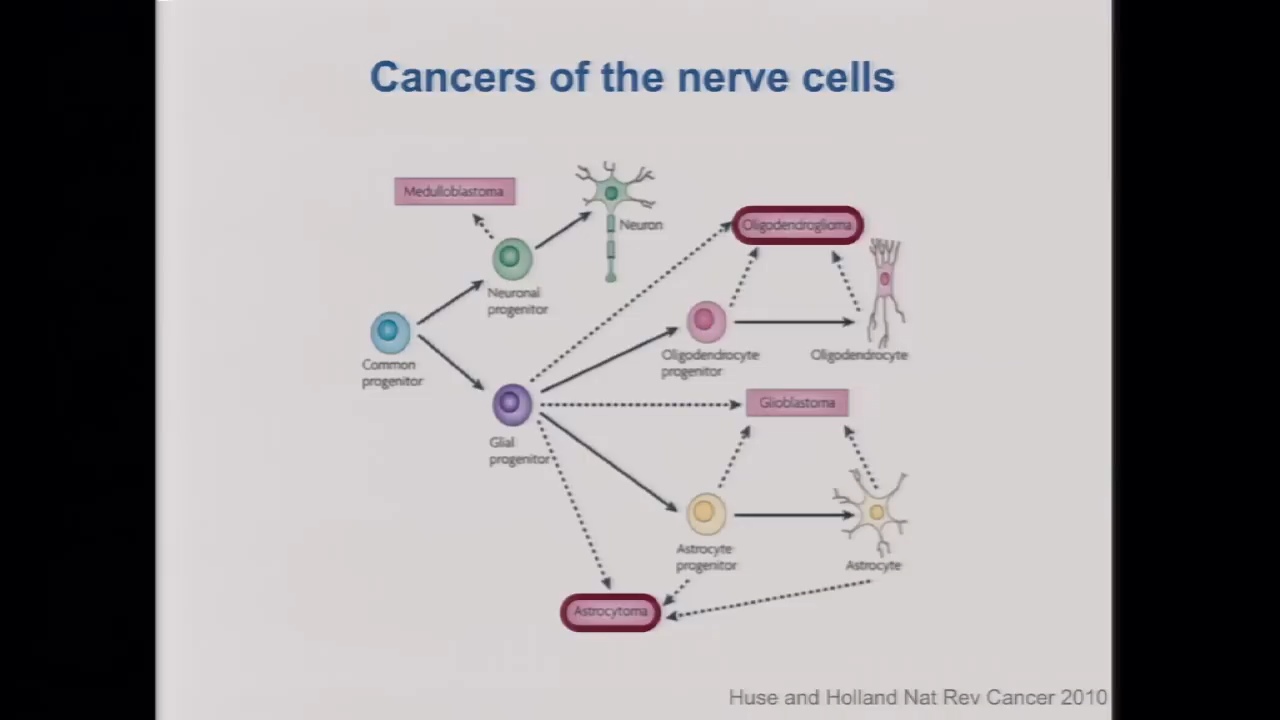 Cancers of the nerve cells
Medulloblastoma
Neuron
Oligodendroglioma
Neuronal
progenitor
Common
progenitor
Oligodendrocyte
progenitor
Oligodendrocyte
Glioblastoma
Glial
progenitor
Astrocyte
progenitor
Astrocyte
Astrocytoma
Huse and Holland Nat Rev Cancer 2010